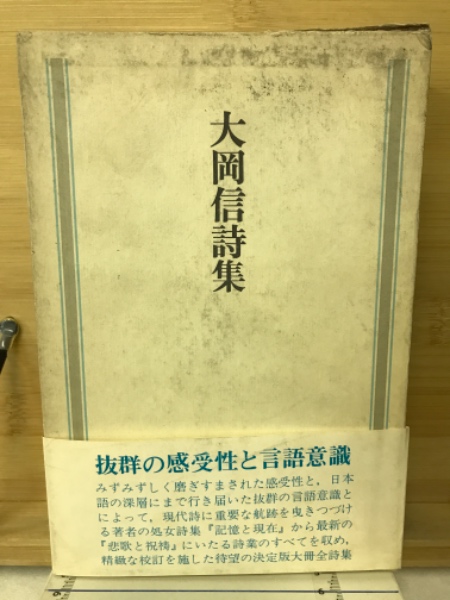 大岡信詩集
抜群の感受性と言語意識
みずみずしく磨ぎすまされた感受性と，日本
語の深層にまで行き届いた抜群の言語意識と
によって，現代詩に重要な航跡を曳きつづけ
る著者の処女詩集『記憶と現在』から最新の
『悲歌と祝禱』にいたる詩業のすべてを収め，
精緻な校訂を施した待望の決定版大冊全詩集